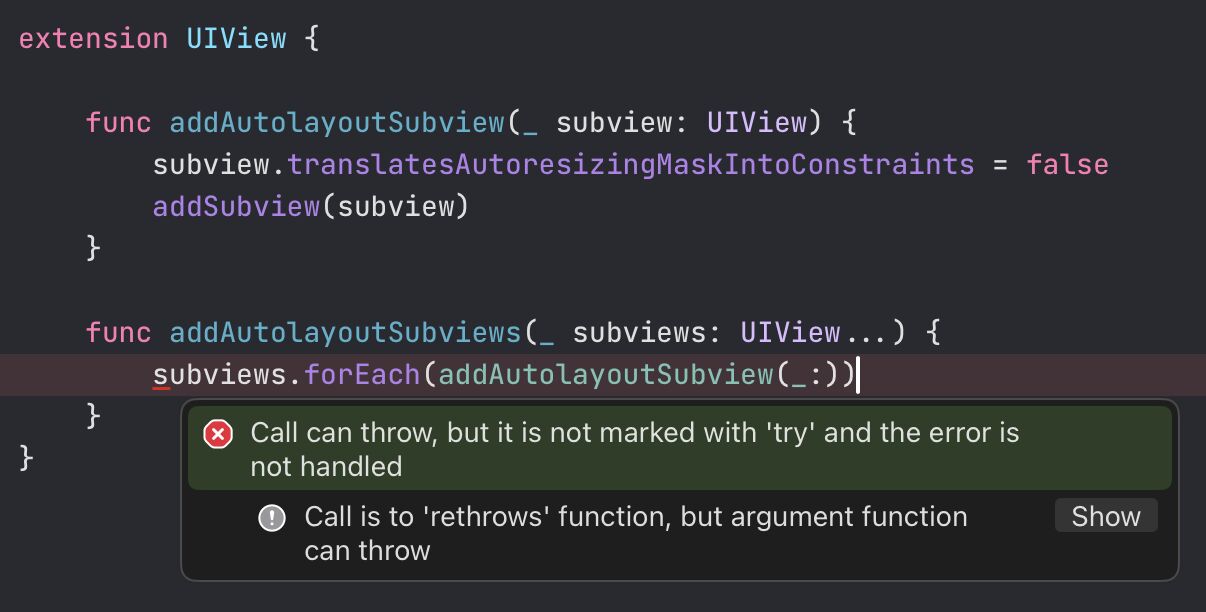 extension UIView {
func addAutolayoutSubview(_ subview: UIView) {
subview.translatesAutoresizingMaskIntoConstraints = false
addSubview(subview)
}
func addAutolayoutSubviews(_ subviews: UIView...) {
subviews.forEach(addAutolayoutSubview(_:))
}
}
Call can throw, but it is not marked with 'try' and the error is
not handled
Call is to 'rethrows' function, but argument function
can throw
Show